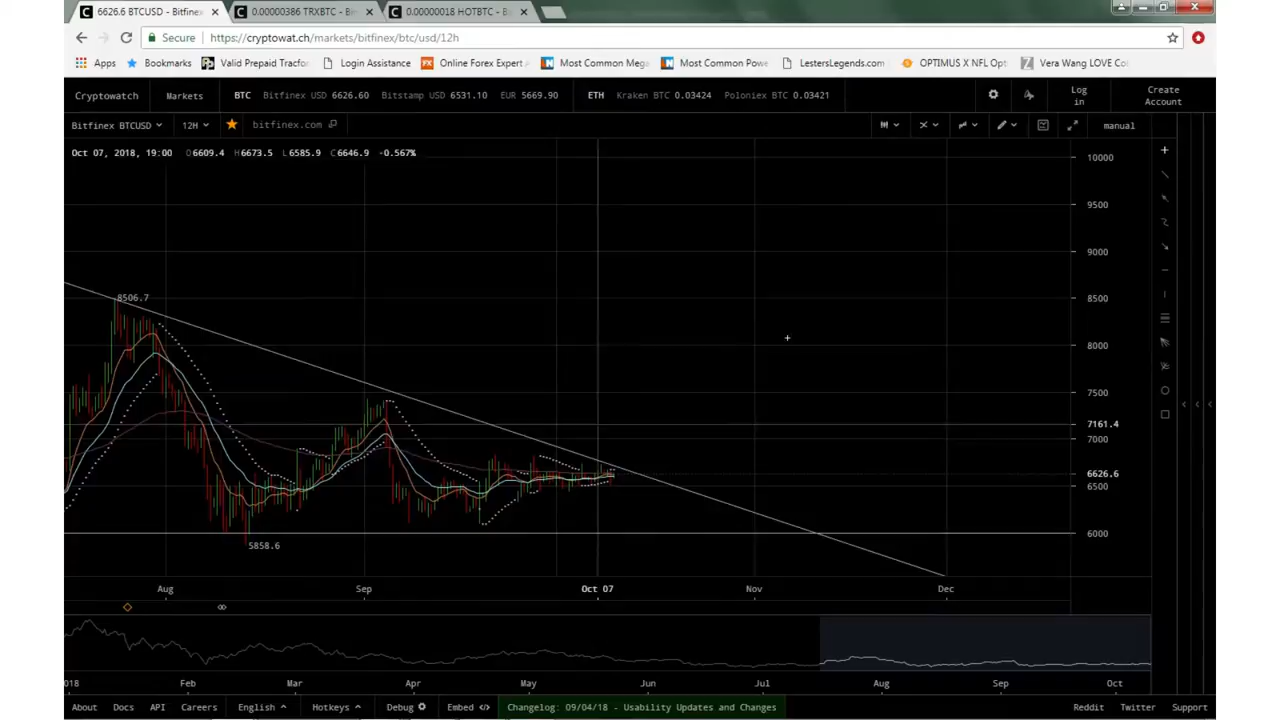 6626.6 BTCUSD - Bitfinex
0.00000386 TRXBTC - Bi
0.00000018 HOTBTC - Bi
Secure
https://cryptowat.ch/markets/bitfinex/btc/usd/12h
Apps
Bookmarks
Valid Prepaid Tracfor
Login Assistance
Online Forex Expert
Most Common Mega
Most Common Powe
LestersLegends.com
OPTIMUS X NFL Opt
Vera Wang LOVE Co
Cryptowatch
Markets
BTC Bitfinex USD 6626.60 Bitstamp USD 6531.10 EUR 5669.90
ETH Kraken BTC 0.03424 Poloniex BTC 0.03421
Log in
Create Account
Bitfinex BTCUSD
12H
bitfinex.com
manual
Oct 07, 2018, 19:00 O6609.4 H6673.5 L6585.9 C6646.9 -0.567%
10000
9500
9000
8506.7
8500
8000
7500
7161.4
7000
6626.6
6500
6000
5858.6
Aug Sep Oct 07 Nov Dec
2018 Feb Mar Apr May Jun Jul Aug Sep Oct
About Docs API Careers English Hotkeys Debug Embed Changelog: 09/04/18 - Usability Updates and Changes Reddit Twitter Support